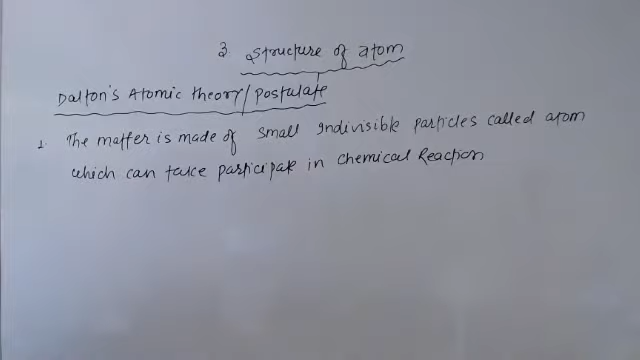 3. Structure of atom
Dalton's Atomic theory/postulate
1. The matter is made of small indivisible particles called atom
which can take participate in chemical Reaction